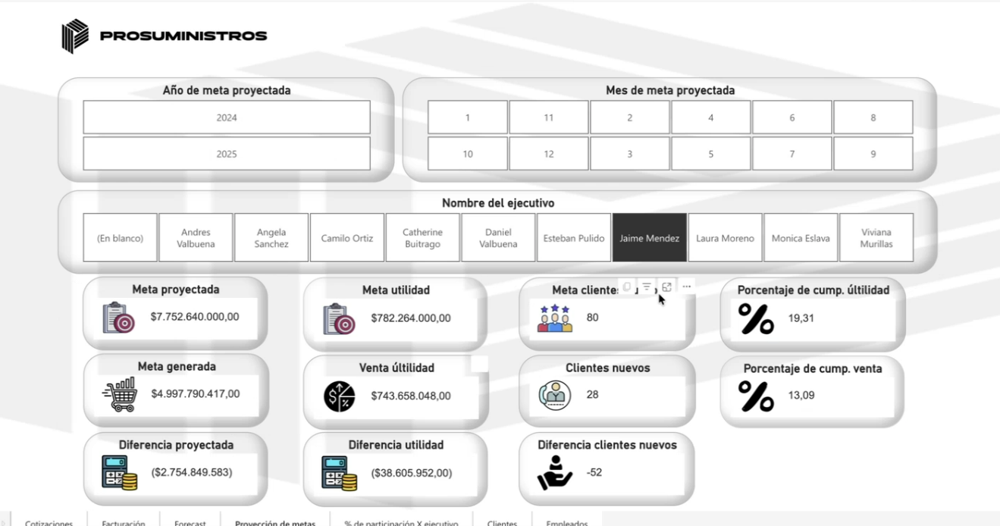 PROSUMINISTROS
Año de meta proyectada
2024
2025
Mes de meta proyectada
1 11 2 4 6 8
10 12 3 5 7 9
Nombre del ejecutivo
(En blanco)
Andres
Valbuena
Angela
Sanchez
Camilo Ortiz
Catherine
Buitrago
Daniel
Valbuena
Esteban Pulido
Jaime Mendez
Laura Moreno
Monica Eslava
Viviana
Murillas
Meta proyectada
$7.752.640.000,00
Meta utilidad
$782.264.000,00
Meta cliente
80
Porcentaje de cump. últilidad
19,31
Meta generada
$4.997.790.417,00
Venta últilidad
$743.658.048,00
Clientes nuevos
28
Porcentaje de cump. venta
13,09
Diferencia proyectada
($2.754.849.583)
Diferencia utilidad
($38.605.952,00)
Diferencia clientes nuevos
-52
Cotizaciones Facturación Forecast Proyección de metas % de participación X ejecutivo Clientes Empleados